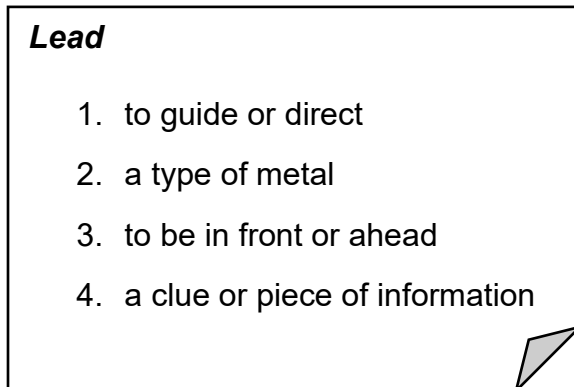 Lead
1. to guide or direct
2. a type of metal
3. to be in front or ahead
4. a clue or piece of information